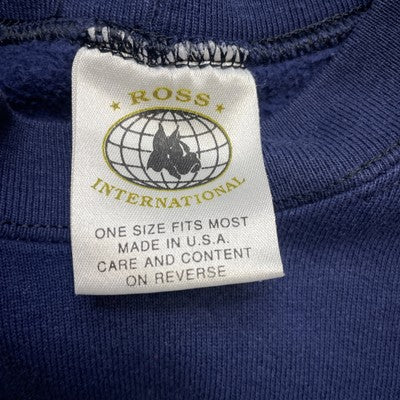 ROSS
INTERNATIONAL
ONE SIZE FITS MOST
MADE IN U.S.A.
CARE AND CONTENT
ON REVERSE